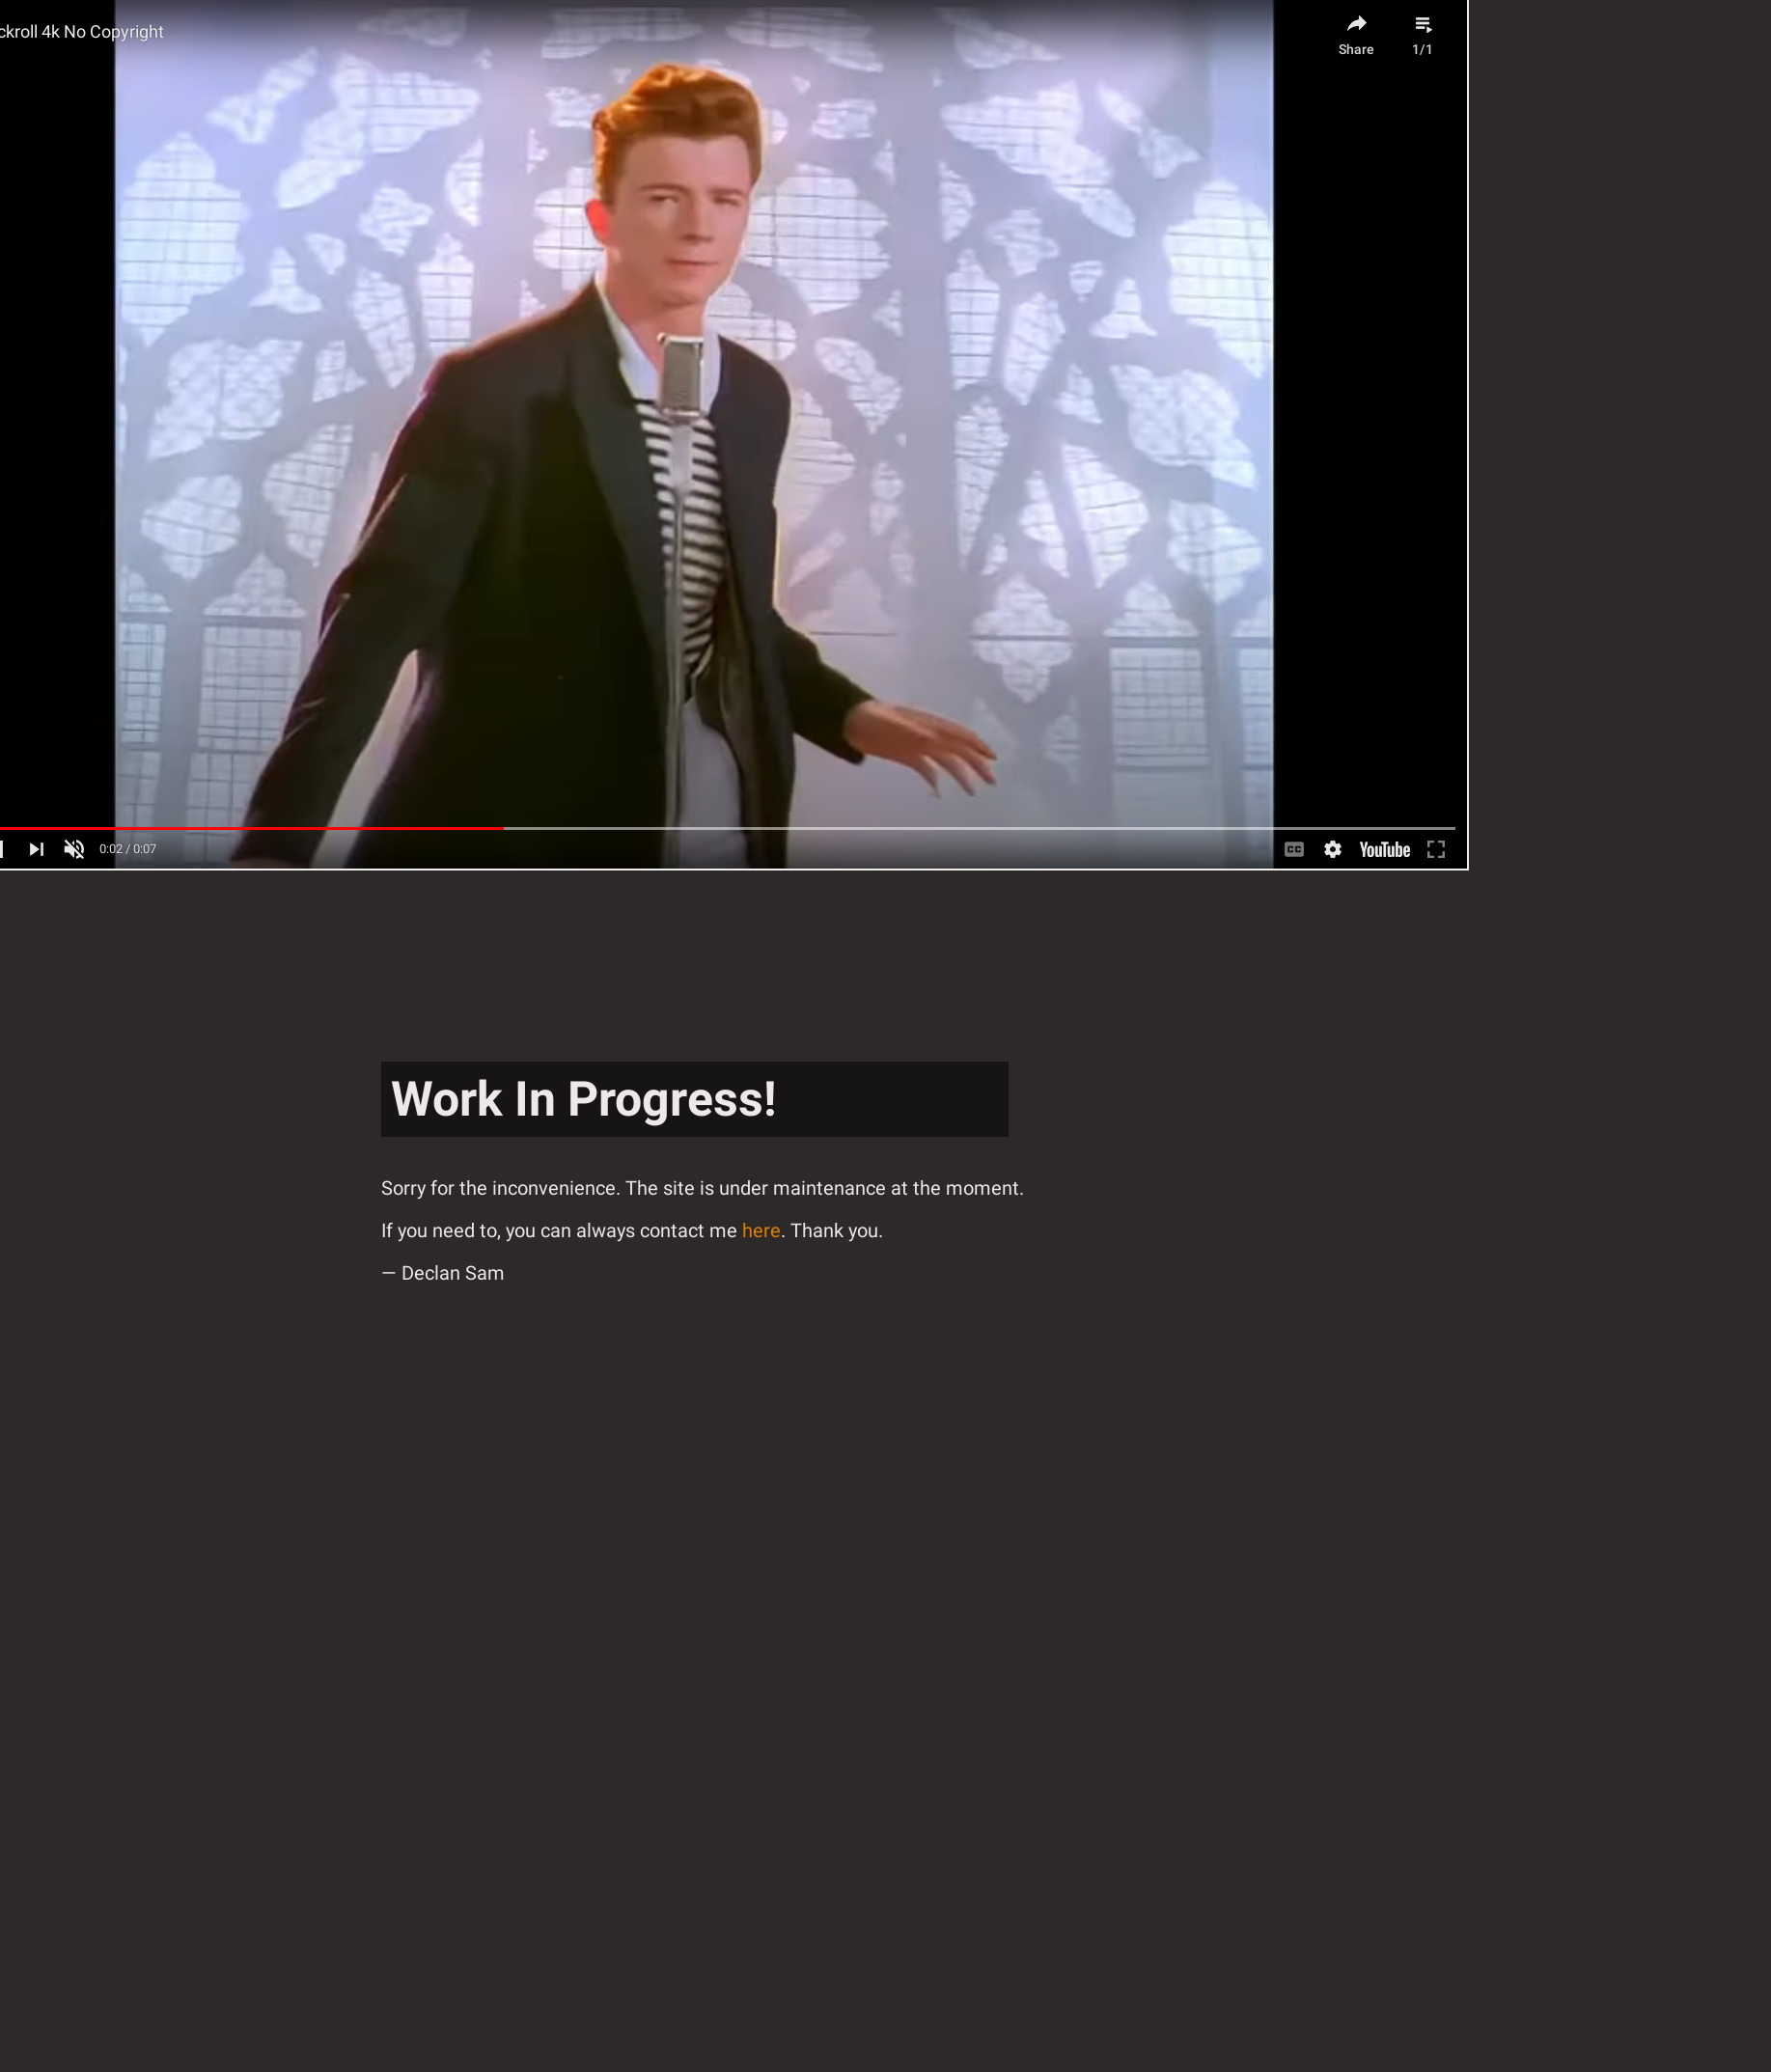 ckroll 4k No Copyright
Share
1/1
0:02 / 0:07
CC
YouTube
Work In Progress!
Sorry for the inconvenience. The site is under maintenance at the moment.
If you need to, you can always contact me here. Thank you.
— Declan Sam